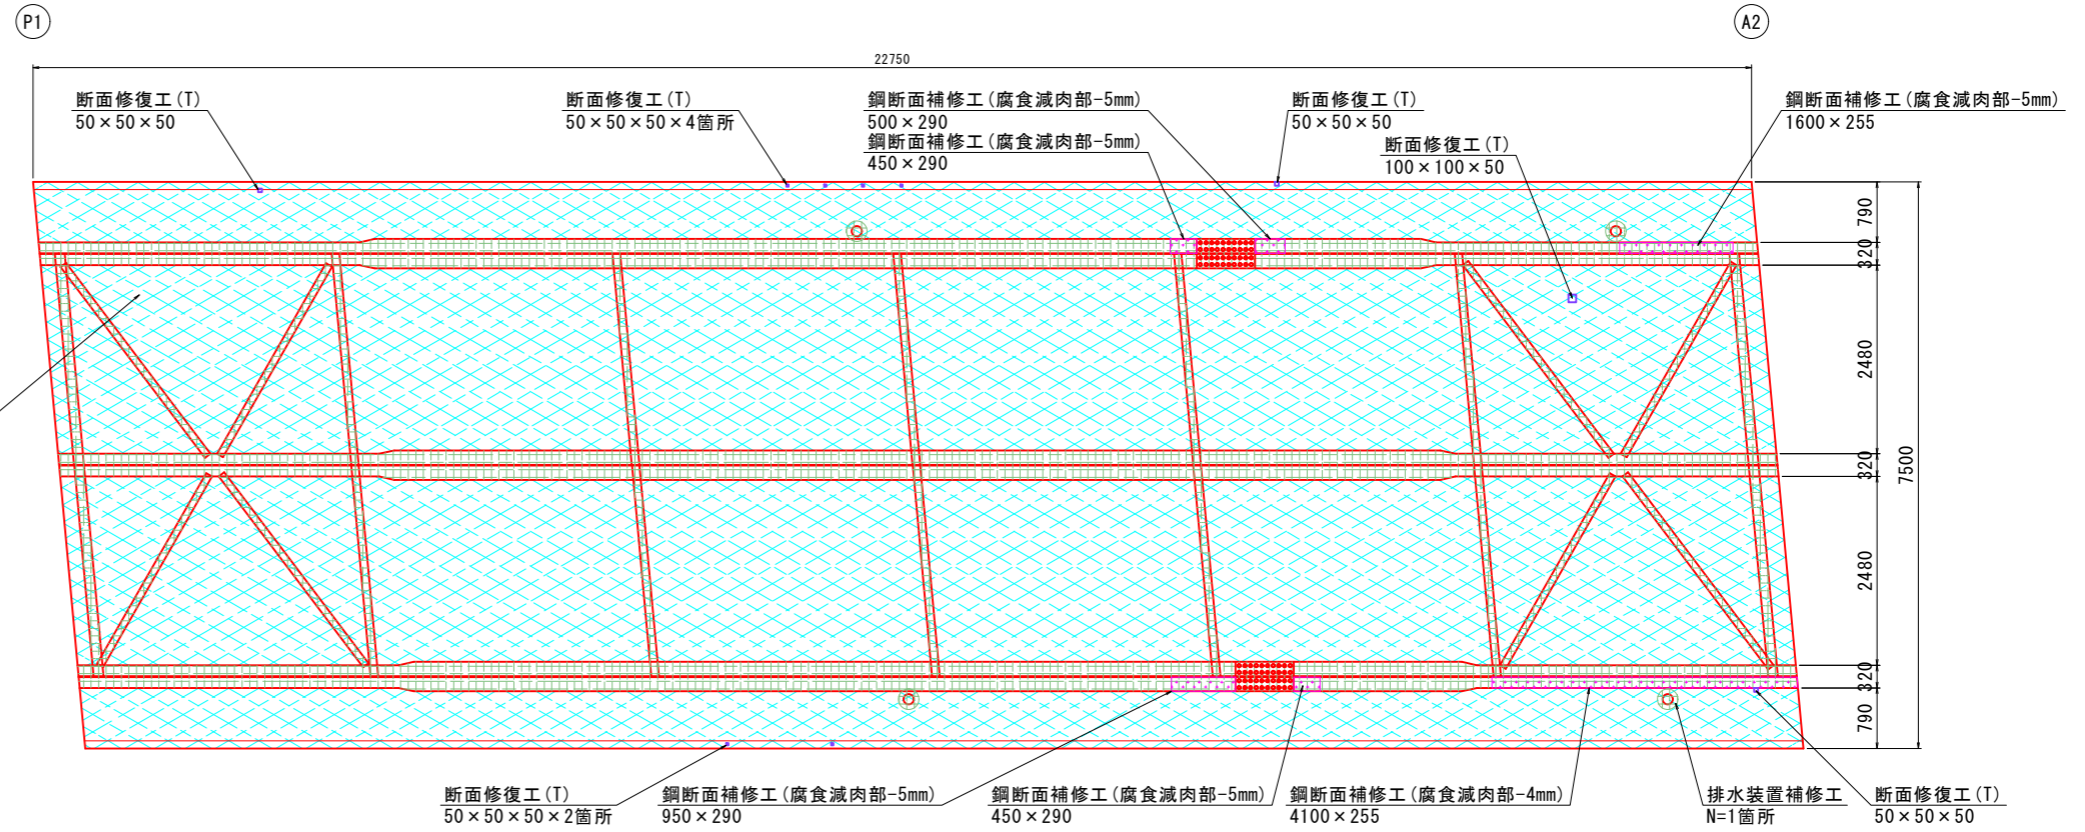 P1
A2
22750
断面修復工(T)
50×50×50
断面修復工(T)
50×50×50×4箇所
鋼断面補修工(腐食減肉部-5mm)
500×290
鋼断面補修工(腐食減肉部-5mm)
450×290
断面修復工(T)
50×50×50
断面修復工(T)
100×100×50
鋼断面補修工(腐食減肉部-5mm)
1600×255
790
320
2480
320
2480
320
790
7500
断面修復工(T)
50×50×50×2箇所
鋼断面補修工(腐食減肉部-5mm)
950×290
鋼断面補修工(腐食減肉部-5mm)
450×290
鋼断面補修工(腐食減肉部-4mm)
4100×255
排水装置補修工
N=1箇所
断面修復工(T)
50×50×50